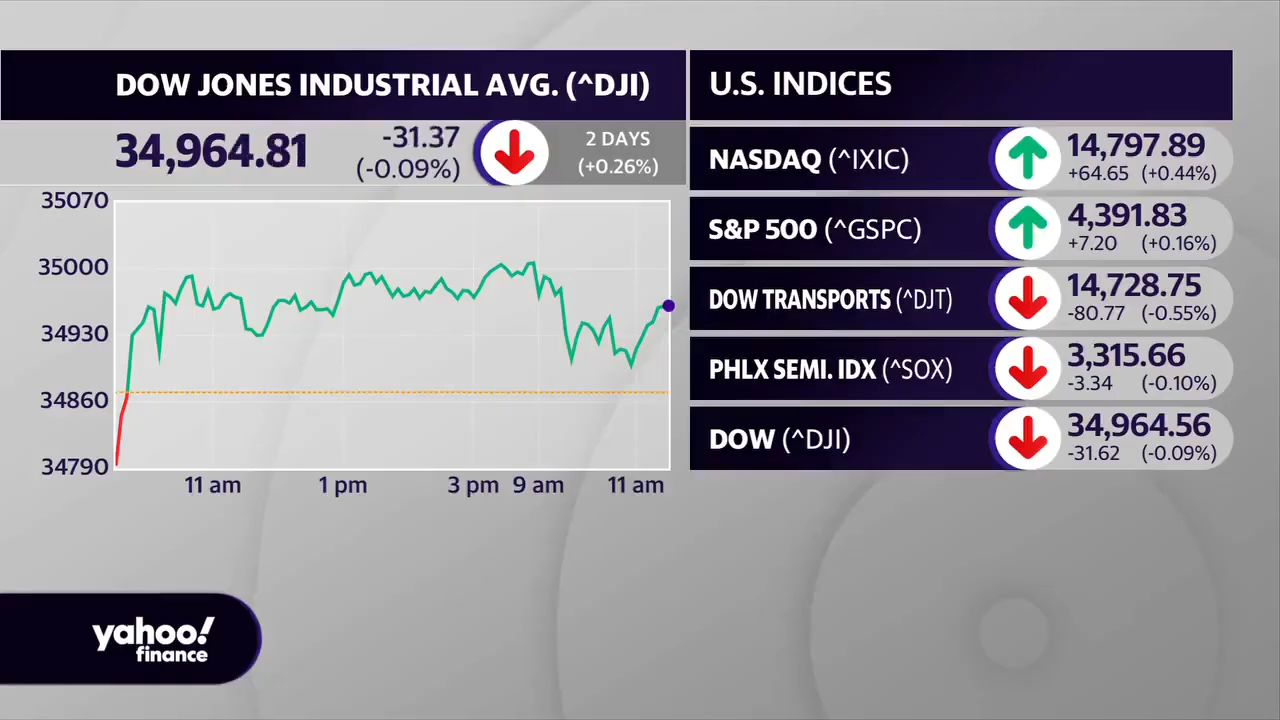 DOW JONES INDUSTRIAL AVG. (^DJI)
34,964.81
-31.37
(-0.09%)
2 DAYS
(+0.26%)
35070
35000
34930
34860
34790
11 am
1 pm
3 pm
9 am
11 am
U.S. INDICES
NASDAQ (^IXIC)
14,797.89
+64.65 (+0.44%)
S&P 500 (^GSPC)
4,391.83
+7.20 (+0.16%)
DOW TRANSPORTS (^DJT)
14,728.75
-80.77 (-0.55%)
PHLX SEMI. IDX (^SOX)
3,315.66
-3.34 (-0.10%)
DOW (^DJI)
34,964.56
-31.62 (-0.09%)
yahoo!
finance